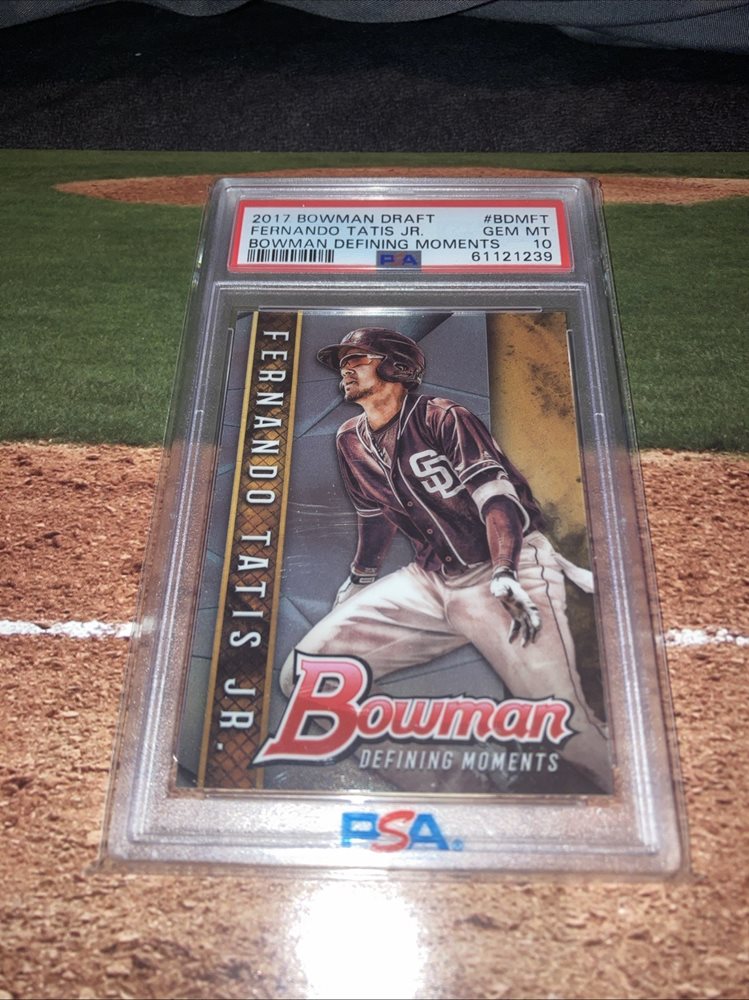 2017 BOWMAN DRAFT #BDMFT
FERNANDO TATIS JR. GEM MT
BOWMAN DEFINING MOMENTS 10
PSA 61121239
FERNANDO TATIS JR.
SD
Bowman
DEFINING MOMENTS
PSA